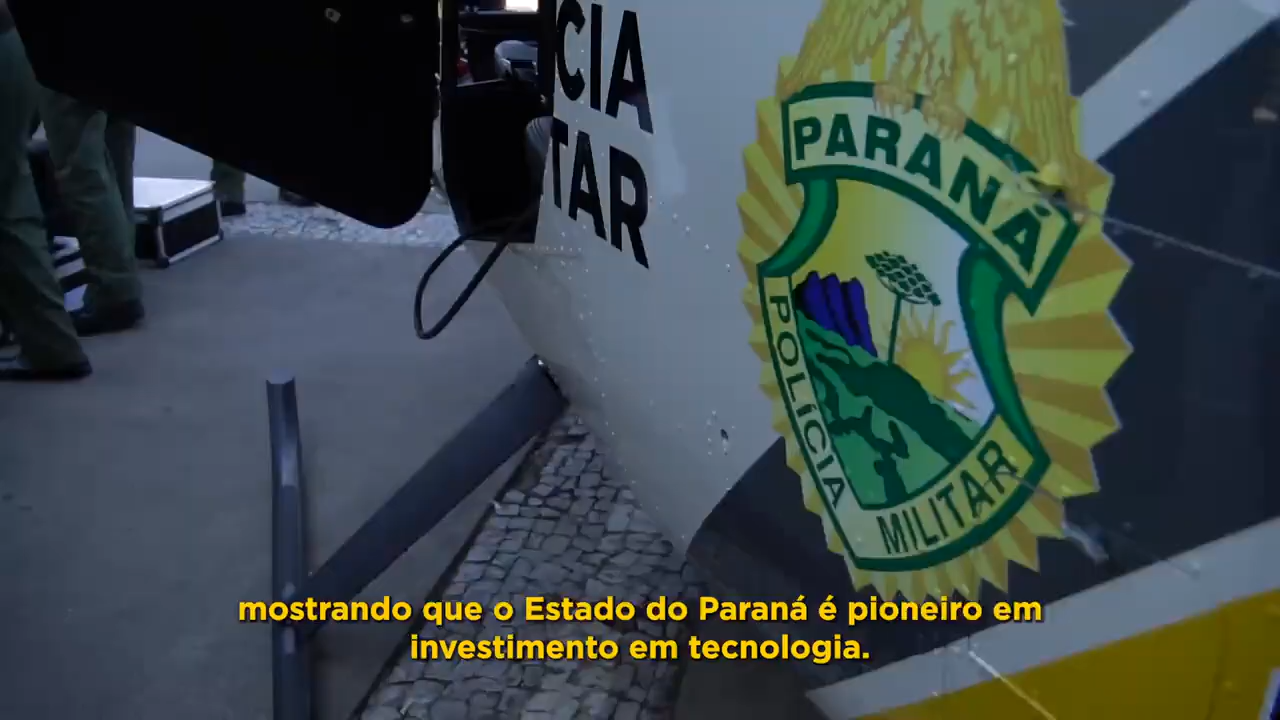 CIA
TAR
PARANÁ
POLÍCIA
MILITAR
mostrando que o Estado do Paraná é pioneiro em
investimento em tecnologia.